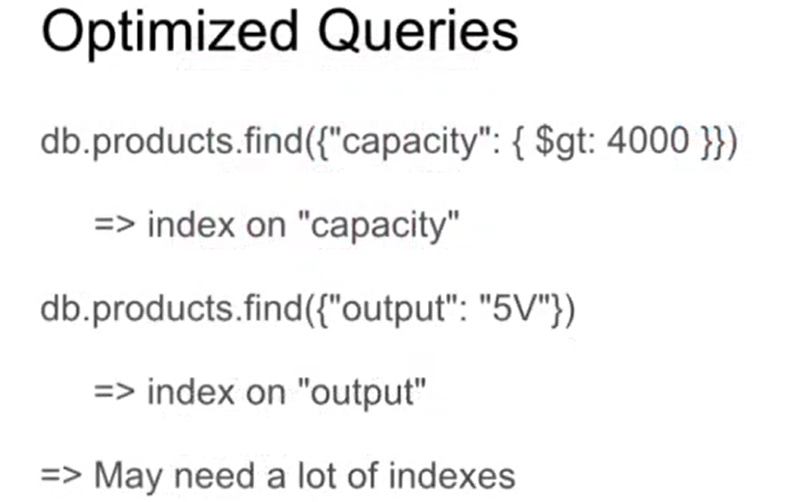 Optimized Queries
db.products.find({"capacity": { $gt: 4000 }})
=> index on "capacity"
db.products.find({"output": "5V"})
=> index on "output"
=> May need a lot of indexes